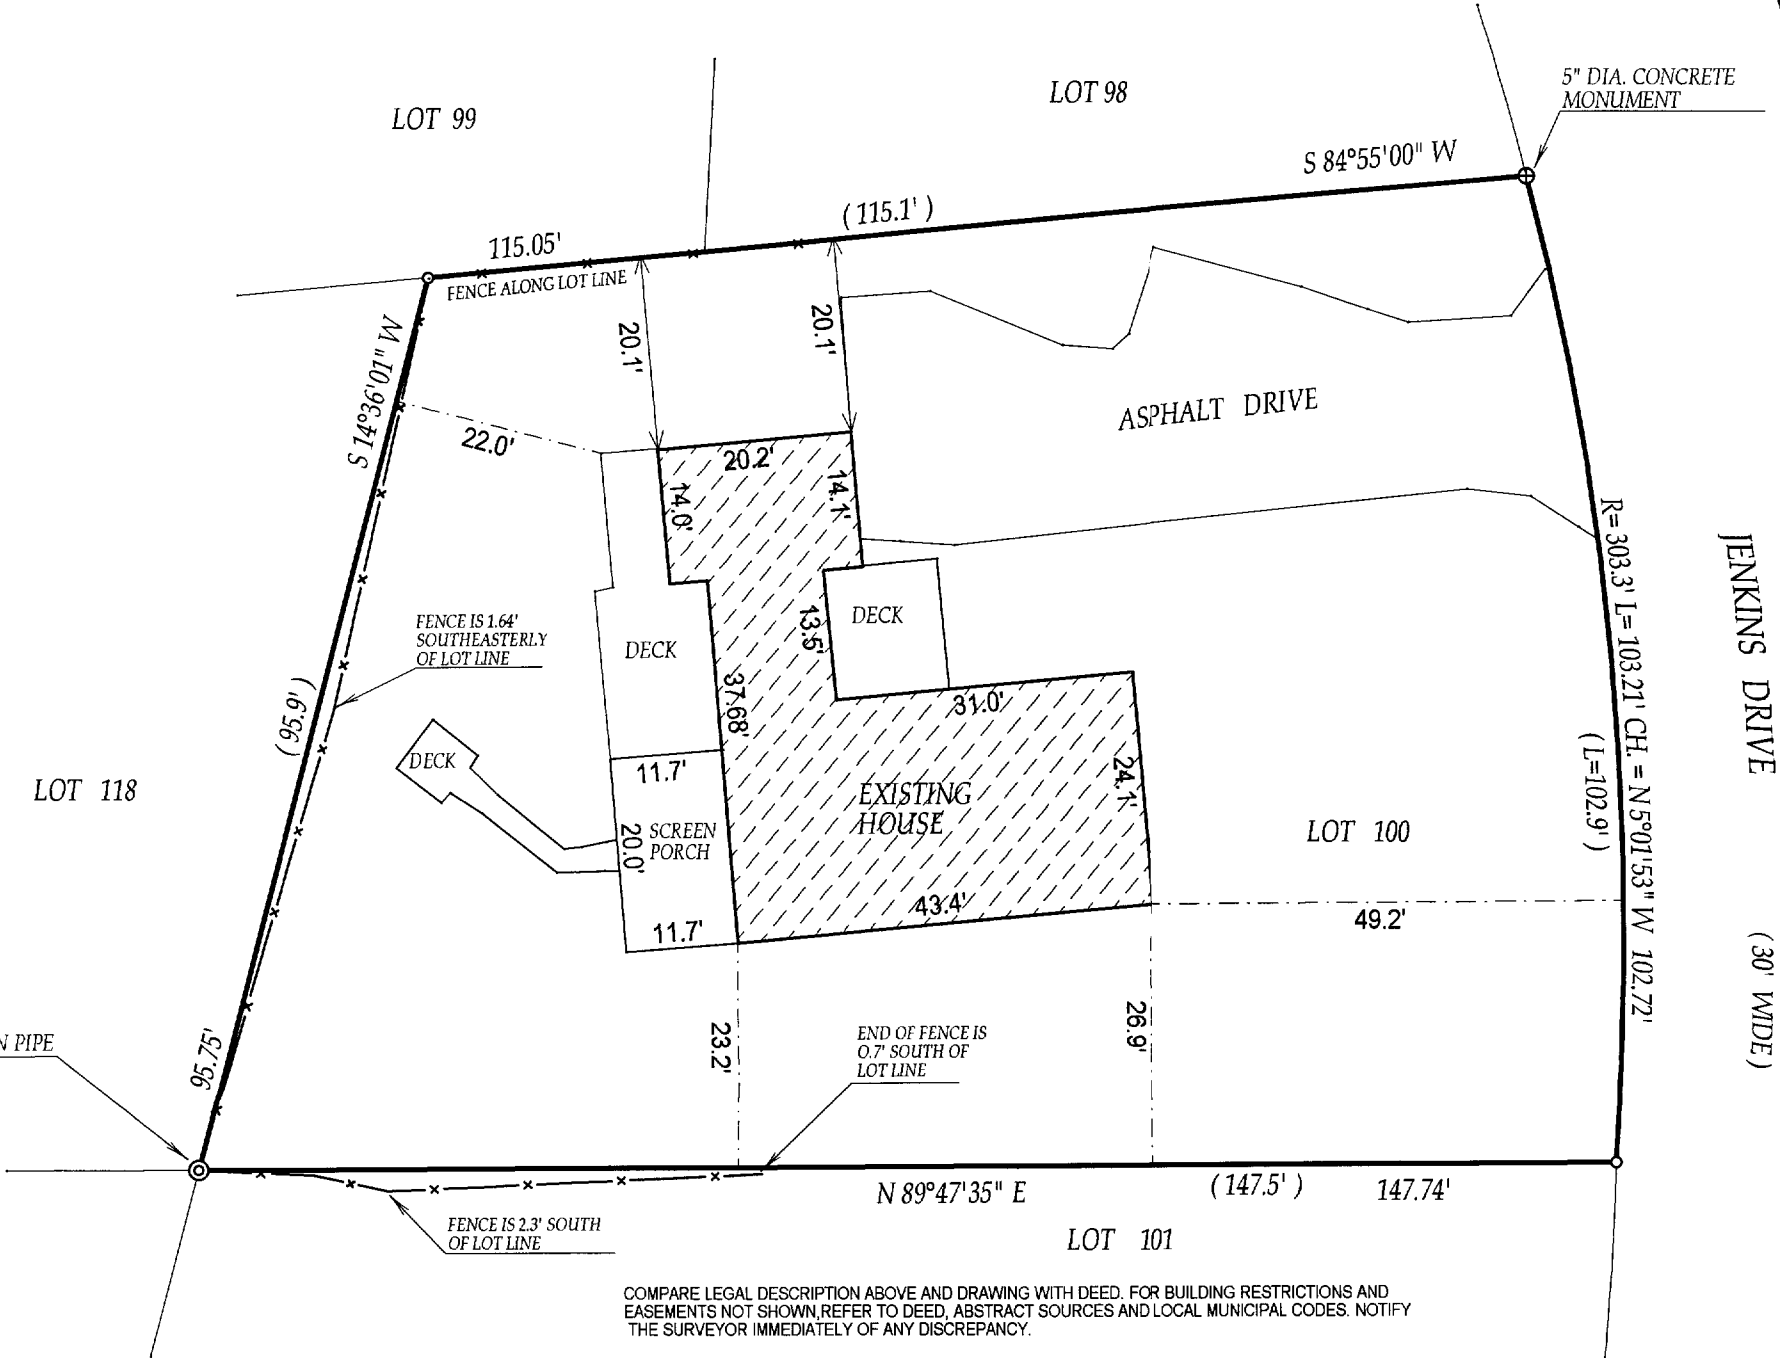 LOT 99
LOT 98
5" DIA. CONCRETE
MONUMENT
S 84°55'00" W
( 115.1' )
115.05'
FENCE ALONG LOT LINE
20.1'
20.1'
S 14°36'01" W
22.0'
20.2'
14.0'
14.1'
ASPHALT DRIVE
R= 303.3' L= 103.21' CH. = N 5°01'53" W 102.72'
( L=102.9' )
JENKINS DRIVE
( 30' WIDE )
FENCE IS 1.64'
SOUTHEASTERLY
OF LOT LINE
DECK
DECK
13.5'
37.68'
31.0'
( 95.9' )
DECK
11.7'
24.1'
LOT 118
EXISTING
HOUSE
SCREEN
PORCH
20.0'
LOT 100
43.4'
11.7'
49.2'
23.2'
26.9'
END OF FENCE IS
0.7' SOUTH OF
LOT LINE
95.75'
PIPE
N 89°47'35" E
( 147.5' )
147.74'
FENCE IS 2.3' SOUTH
OF LOT LINE
LOT 101
COMPARE LEGAL DESCRIPTION ABOVE AND DRAWING WITH DEED. FOR BUILDING RESTRICTIONS AND
EASEMENTS NOT SHOWN,REFER TO DEED, ABSTRACT SOURCES AND LOCAL MUNICIPAL CODES. NOTIFY
THE SURVEYOR IMMEDIATELY OF ANY DISCREPANCY.